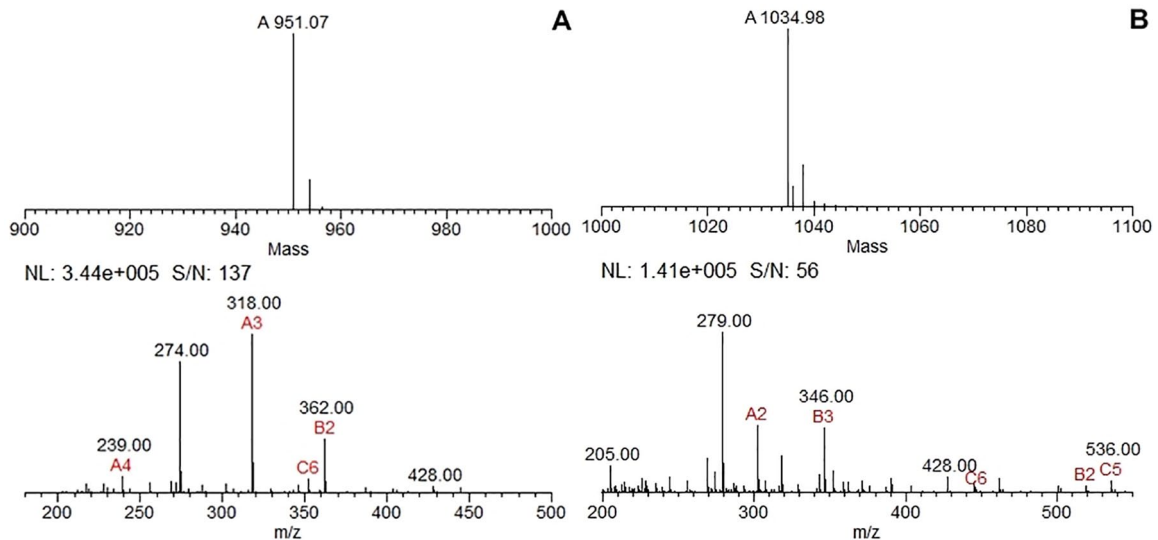 A 951.07
A
900 920 940 960 980 1000
Mass
NL: 3.44e+005 S/N: 137
318.00
A3
274.00
362.00
B2
239.00
A4
C6
428.00
200 250 300 350 400 450 500
m/z
A 1034.98
B
1000 1020 1040 1060 1080 1100
Mass
NL: 1.41e+005 S/N: 56
279.00
A2
346.00
B3
205.00
428.00
C6
536.00
B2 C5
200 300 400 500
m/z